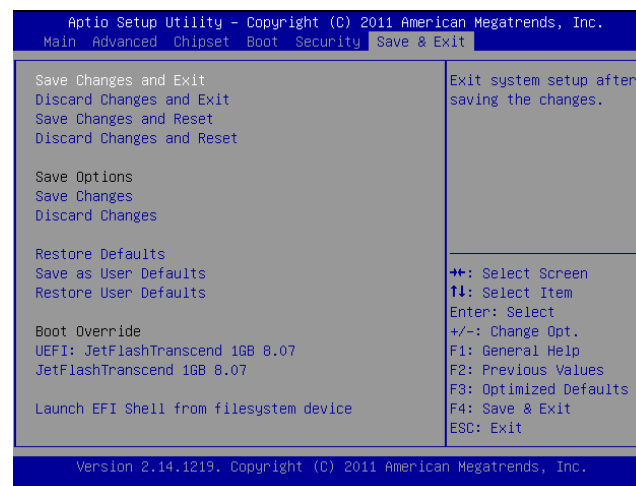 Aptio Setup Utility – Copyright (C) 2011 American Megatrends, Inc.
Main Advanced Chipset Boot Security Save & Exit
Save Changes and Exit
Discard Changes and Exit
Save Changes and Reset
Discard Changes and Reset
Save Options
Save Changes
Discard Changes
Restore Defaults
Save as User Defaults
Restore User Defaults
Boot Override
UEFI: JetFlashTranscend 1GB 8.07
JetFlashTranscend 1GB 8.07
Launch EFI Shell from filesystem device
Exit system setup after
saving the changes.
→←: Select Screen
↑↓: Select Item
Enter: Select
+/-: Change Opt.
F1: General Help
F2: Previous Values
F3: Optimized Defaults
F4: Save & Exit
ESC: Exit
Version 2.14.1219. Copyright (C) 2011 American Megatrends, Inc.